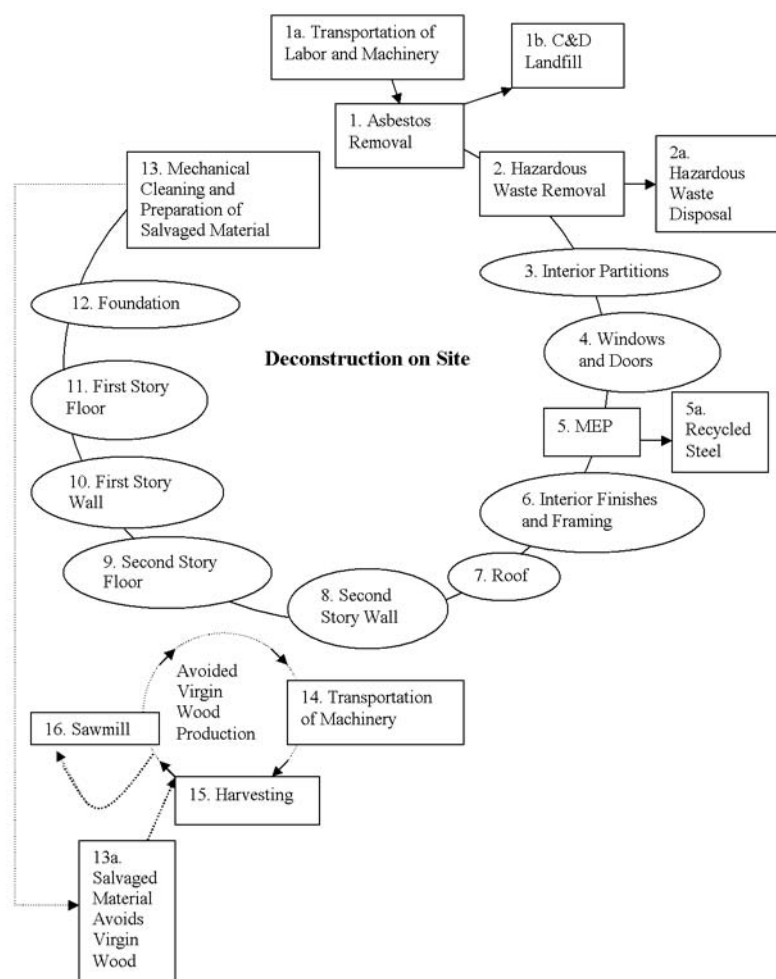 1a. Transportation of
Labor and Machinery
1b. C&D
Landfill
1. Asbestos
Removal
2. Hazardous
Waste Removal
2a.
Hazardous
Waste
Disposal
13. Mechanical
Cleaning and
Preparation of
Salvaged Material
3. Interior Partitions
12. Foundation
4. Windows
and Doors
Deconstruction on Site
11. First Story
Floor
5. MEP
5a.
Recycled
Steel
10. First Story
Wall
6. Interior Finishes
and Framing
9. Second Story
Floor
7. Roof
8. Second
Story Wall
Avoided
Virgin
Wood
Production
14. Transportation
of Machinery
16. Sawmill
15. Harvesting
13a.
Salvaged
Material
Avoids
Virgin
Wood